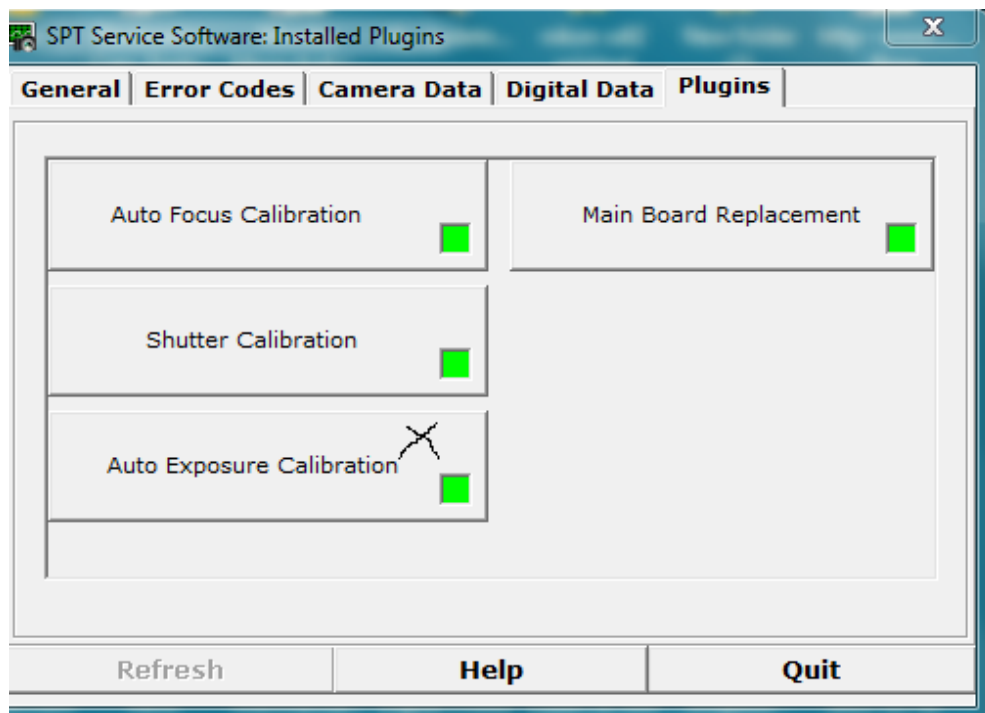 SPT Service Software: Installed Plugins
X
General Error Codes Camera Data Digital Data Plugins
Auto Focus Calibration
Main Board Replacement
Shutter Calibration
Auto Exposure Calibration
Refresh Help Quit